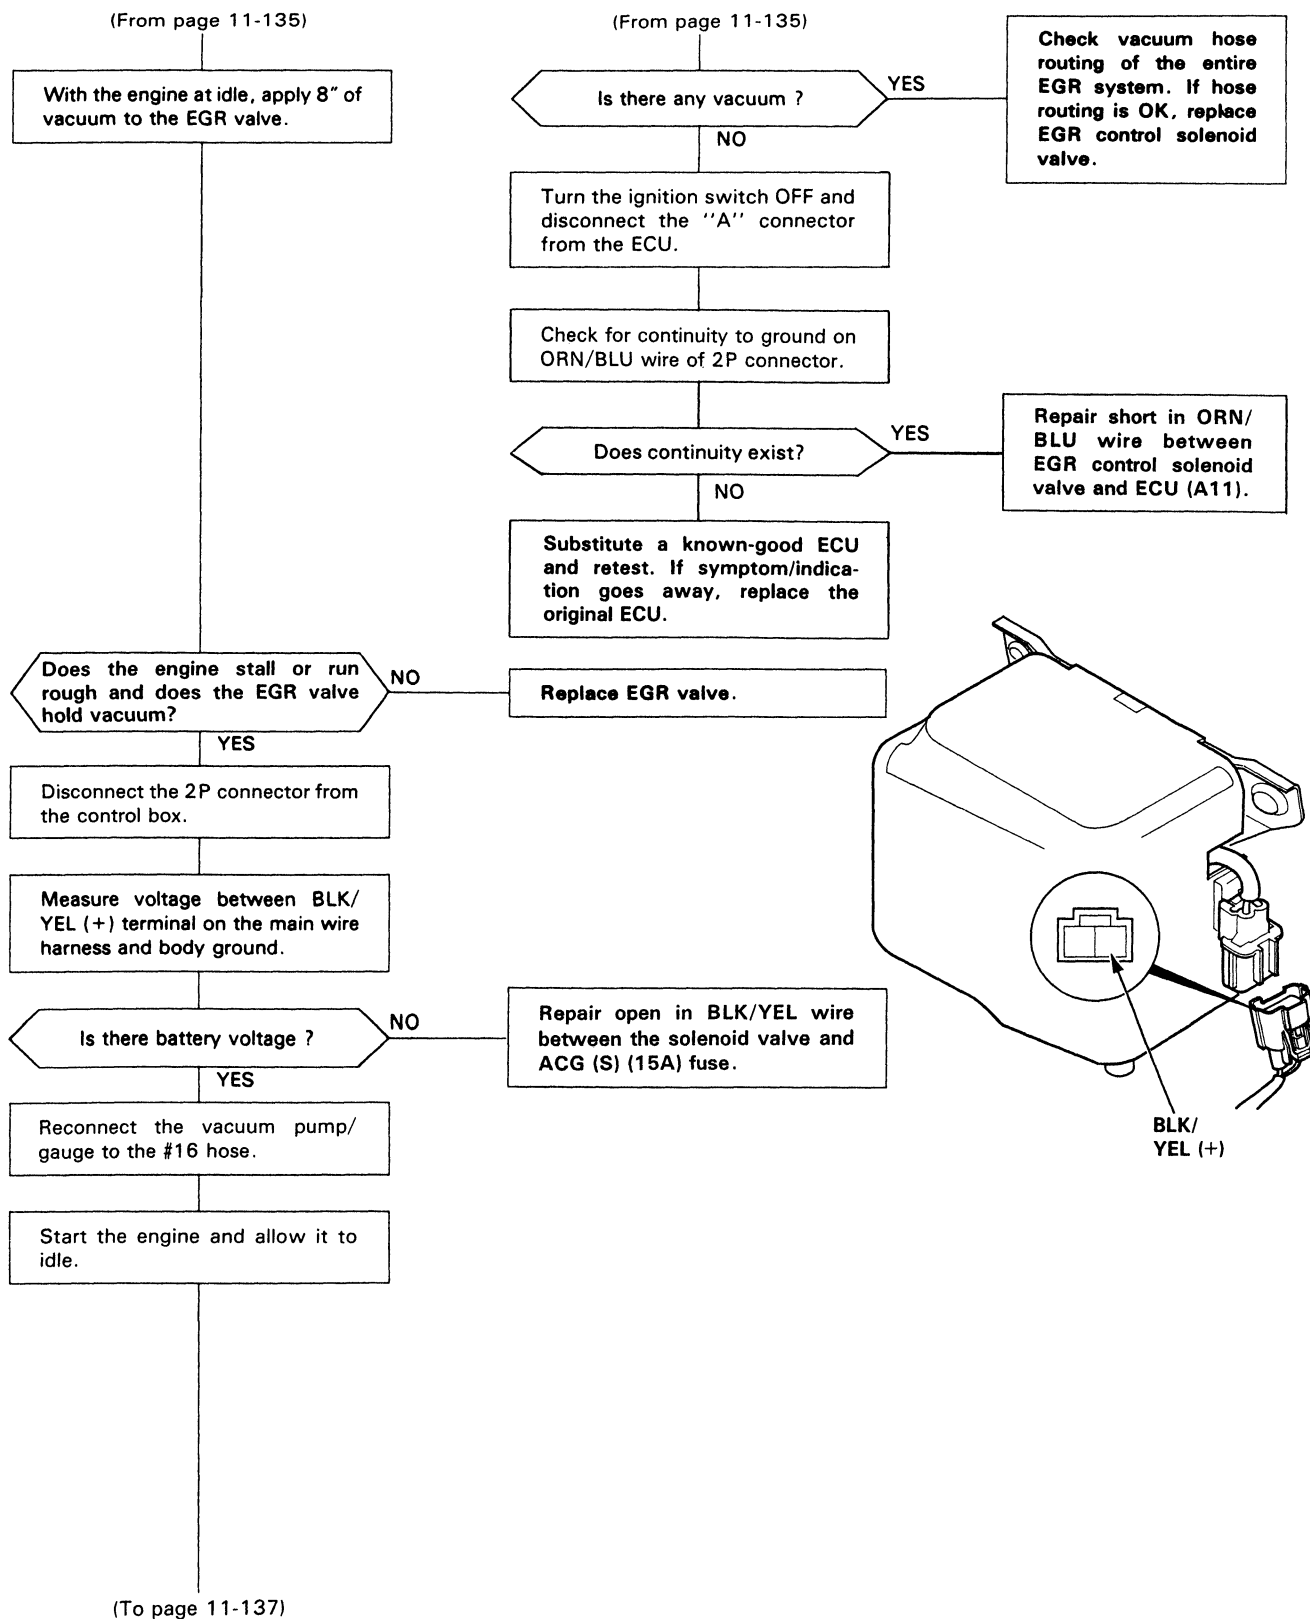 (From page 11-135)
With the engine at idle, apply 8″ of
vacuum to the EGR valve.
Does the engine stall or run
rough and does the EGR valve
hold vacuum?
NO
Replace EGR valve.
YES
Disconnect the 2P connector from
the control box.
Measure voltage between BLK/
YEL (+) terminal on the main wire
harness and body ground.
Is there battery voltage ?
NO
Repair open in BLK/YEL wire
between the solenoid valve and
ACG (S) (15A) fuse.
YES
Reconnect the vacuum pump/
gauge to the #16 hose.
Start the engine and allow it to
idle.
(To page 11-137)
(From page 11-135)
Is there any vacuum ?
YES
Check vacuum hose
routing of the entire
EGR system. If hose
routing is OK, replace
EGR control solenoid
valve.
NO
Turn the ignition switch OFF and
disconnect the ''A'' connector
from the ECU.
Check for continuity to ground on
ORN/BLU wire of 2P connector.
Does continuity exist?
YES
Repair short in ORN/
BLU wire between
EGR control solenoid
valve and ECU (A11).
NO
Substitute a known-good ECU
and retest. If symptom/indica-
tion goes away, replace the
original ECU.
BLK/
YEL (+)